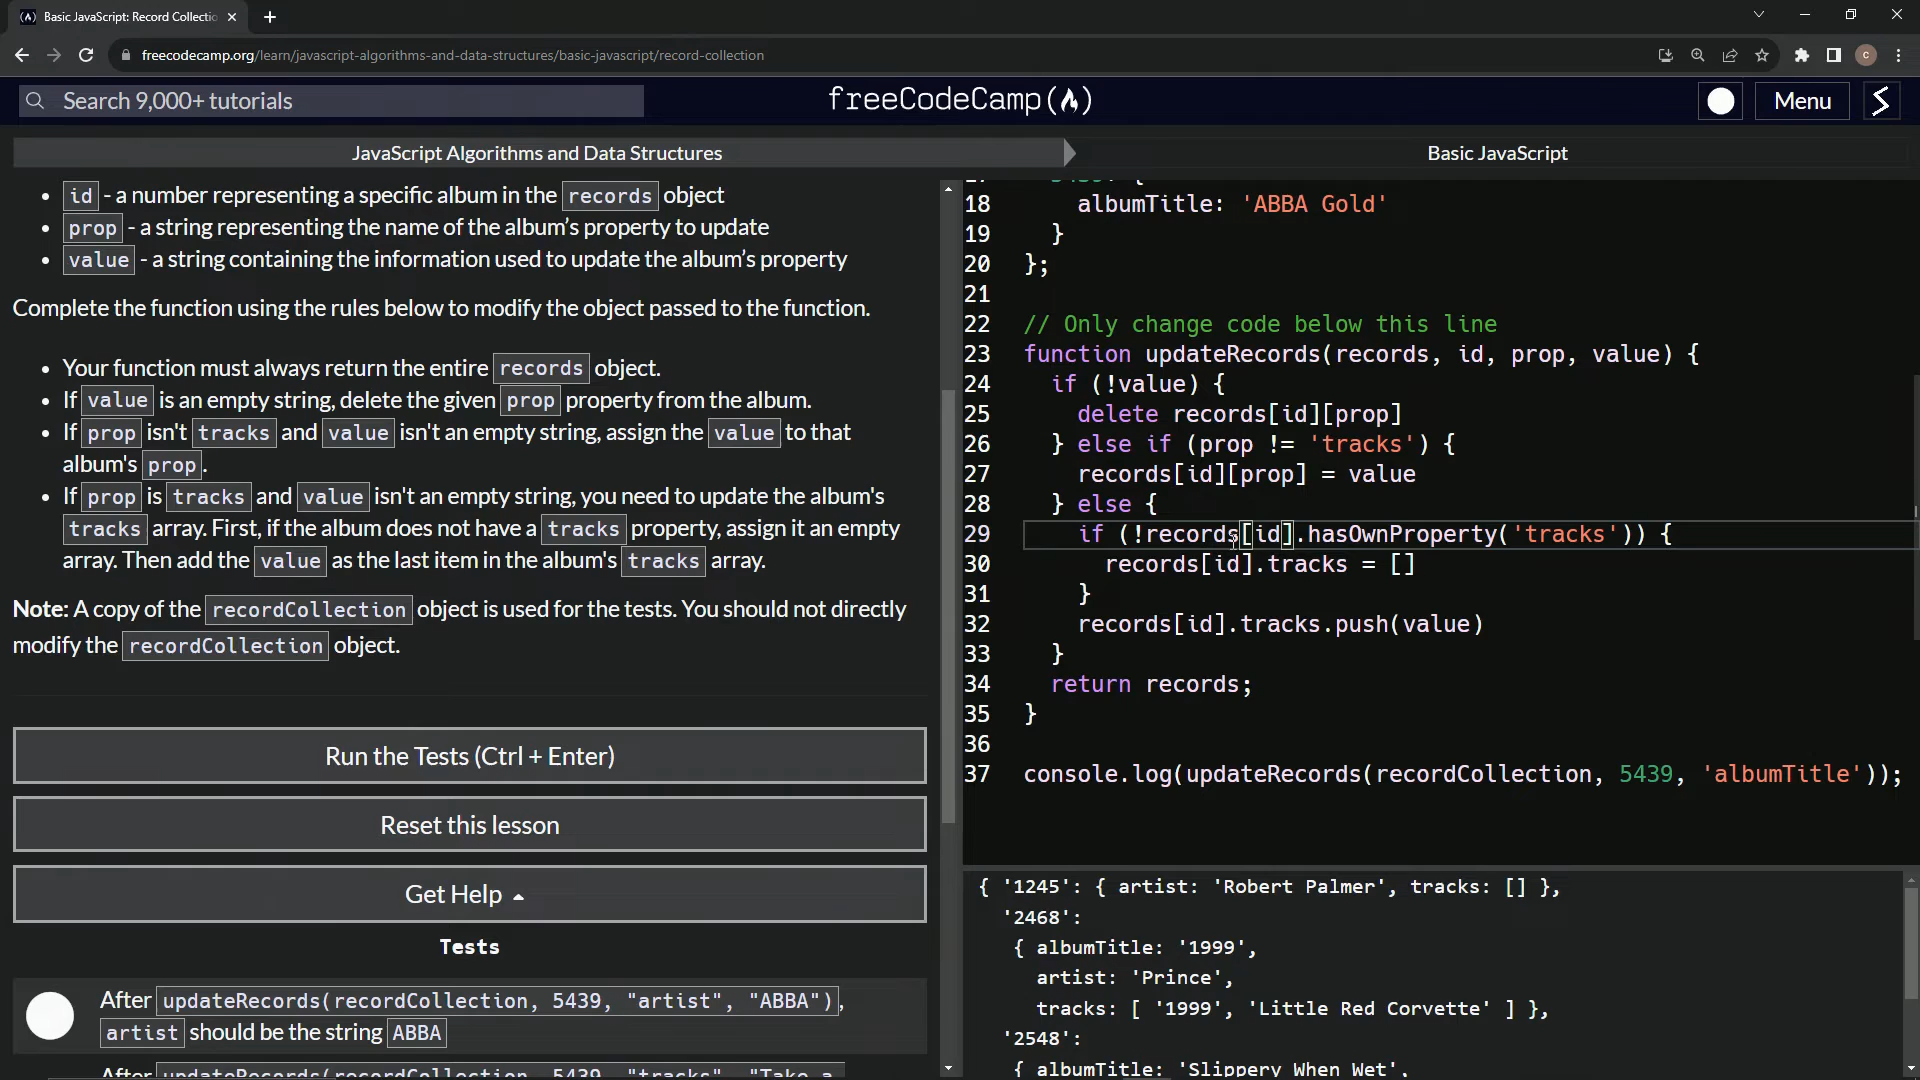 Basic JavaScript: Record Collectio
freecodecamp.org/learn/javascript-algorithms-and-data-structures/basic-javascript/record-collection
c
Search 9,000+ tutorials
freeCodeCamp
Menu
JavaScript Algorithms and Data Structures
Basic JavaScript
id - a number representing a specific album in the records object
prop - a string representing the name of the album’s property to update
value - a string containing the information used to update the album’s property
Complete the function using the rules below to modify the object passed to the function.
Your function must always return the entire records object.
If value is an empty string, delete the given prop property from the album.
If prop isn't tracks and value isn't an empty string, assign the value to that
album's prop.
If prop is tracks and value isn't an empty string, you need to update the album's
tracks array. First, if the album does not have a tracks property, assign it an empty
array. Then add the value as the last item in the album's tracks array.
Note: A copy of the recordCollection object is used for the tests. You should not directly
modify the recordCollection object.
Run the Tests (Ctrl + Enter)
Reset this lesson
Get Help
Tests
After updateRecords(recordCollection, 5439, "artist", "ABBA"),
artist should be the string ABBA
After updateRecords(recordCollection, 5439, "tracks", "Take a
17 5439: {
18 albumTitle: 'ABBA Gold'
19 }
20 };
21
22 // Only change code below this line
23 function updateRecords(records, id, prop, value) {
24 if (!value) {
25 delete records[id][prop]
26 } else if (prop != 'tracks') {
27 records[id][prop] = value
28 } else {
29 if (!records[id].hasOwnProperty('tracks')) {
30 records[id].tracks = []
31 }
32 records[id].tracks.push(value)
33 }
34 return records;
35 }
36
37 console.log(updateRecords(recordCollection, 5439, 'albumTitle'));
{ '1245': { artist: 'Robert Palmer', tracks: [] },
'2468':
{ albumTitle: '1999',
artist: 'Prince',
tracks: [ '1999', 'Little Red Corvette' ] },
'2548':
{ albumTitle: 'Slippery When Wet',